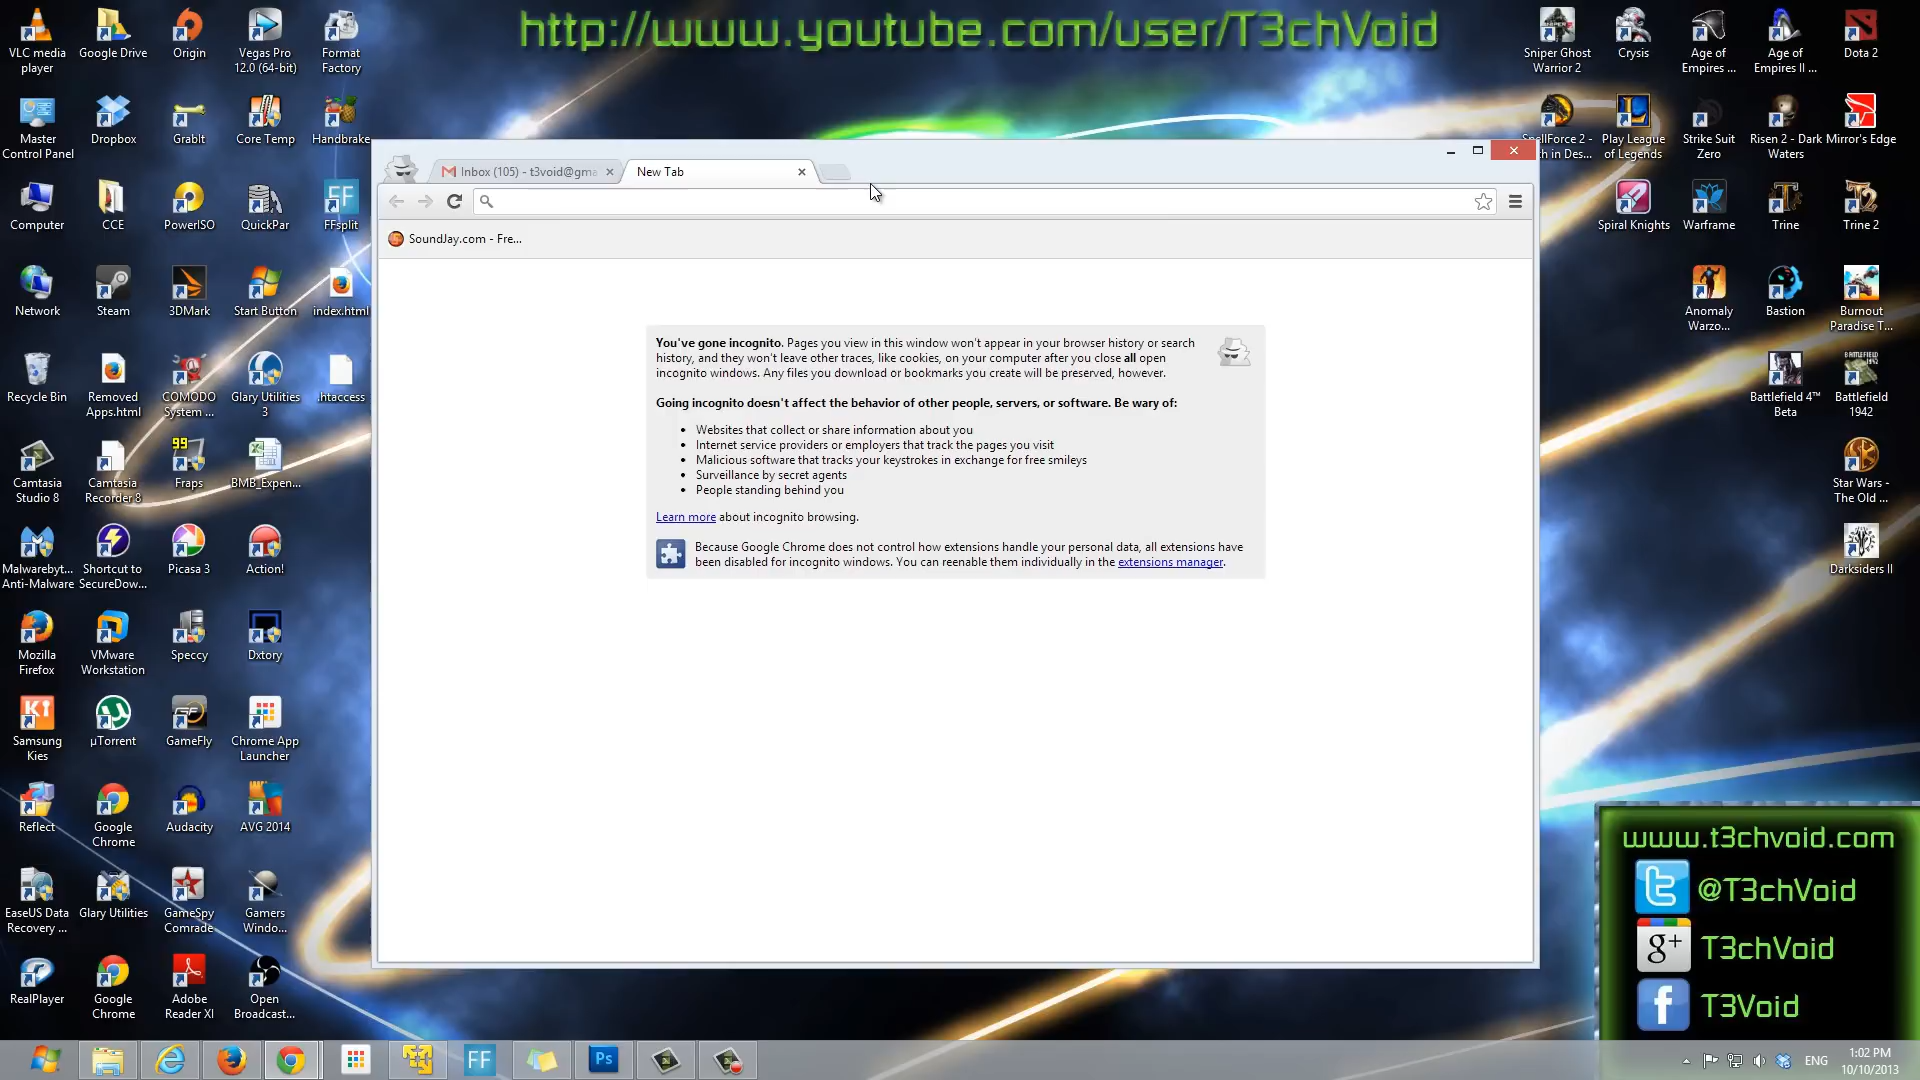 http://www.youtube.com/user/T3chVoid
VLC media
player
Google Drive
Origin
Vegas Pro
12.0 (64-bit)
Format
Factory
Sniper Ghost
Warrior 2
Crysis
Age of
Empires ...
Age of
Empires II ...
Dota 2
Master
Control Panel
Dropbox
GrabIt
Core Temp
Handbrake
SpellForce 2 -
Faith in Des...
Play League
of Legends
Strike Suit
Zero
Risen 2 - Dark
Waters
Mirror's Edge
Inbox (105) - t3void@gma
New Tab
Computer
CCE
PowerISO
QuickPar
FFsplit
Spiral Knights
Warframe
Trine
Trine 2
SoundJay.com - Fre...
Network
Steam
3DMark
Start Button
index.html
Anomaly
Warzo...
Bastion
Burnout
Paradise T...
You've gone incognito. Pages you view in this window won't appear in your browser history or search
history, and they won't leave other traces, like cookies, on your computer after you close all open
incognito windows. Any files you download or bookmarks you create will be preserved, however.
Going incognito doesn't affect the behavior of other people, servers, or software. Be wary of:
Websites that collect or share information about you
Internet service providers or employers that track the pages you visit
Malicious software that tracks your keystrokes in exchange for free smileys
Surveillance by secret agents
People standing behind you
Learn more about incognito browsing.
Because Google Chrome does not control how extensions handle your personal data, all extensions have
been disabled for incognito windows. You can reenable them individually in the extensions manager.
Recycle Bin
Removed
Apps.html
COMODO
System ...
Glary Utilities
3
.htaccess
Battlefield 4™
Beta
Battlefield
1942
Camtasia
Studio 8
Camtasia
Recorder 8
99
Fraps
BMB_Expen...
Star Wars -
The Old ...
Malwarebyt...
Anti-Malware
Shortcut to
SecureDow...
Picasa 3
Action!
Darksiders II
Mozilla
Firefox
VMware
Workstation
Speccy
Dxtory
Samsung
Kies
µTorrent
GameFly
Chrome App
Launcher
Reflect
Google
Chrome
Audacity
AVG 2014
EaseUS Data
Recovery ...
Glary Utilities
GameSpy
Comrade
Gamers
Windo...
RealPlayer
Google
Chrome
Adobe
Reader XI
Open
Broadcast...
www.t3chvoid.com
@T3chVoid
T3chVoid
T3Void
FF
Ps
ENG
1:02 PM
10/10/2013